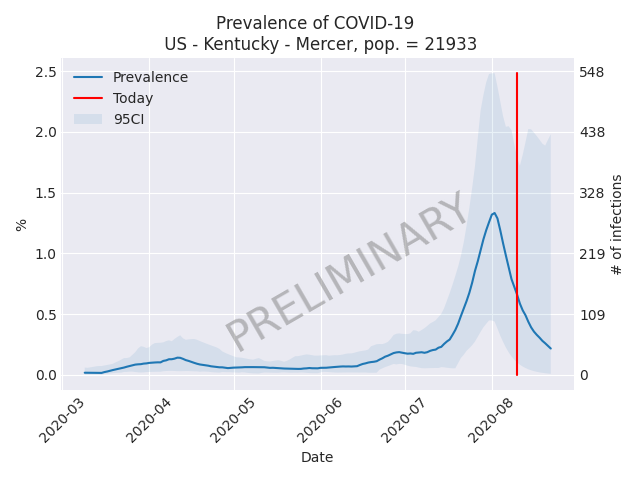 Prevalence of COVID-19
US - Kentucky - Mercer, pop. = 21933
Prevalence
Today
95CI
2.5
2.0
1.5
1.0
0.5
0.0
%
548
438
328
219
109
0
# of infections
PRELIMINARY
2020-03
2020-04
2020-05
2020-06
2020-07
2020-08
Date